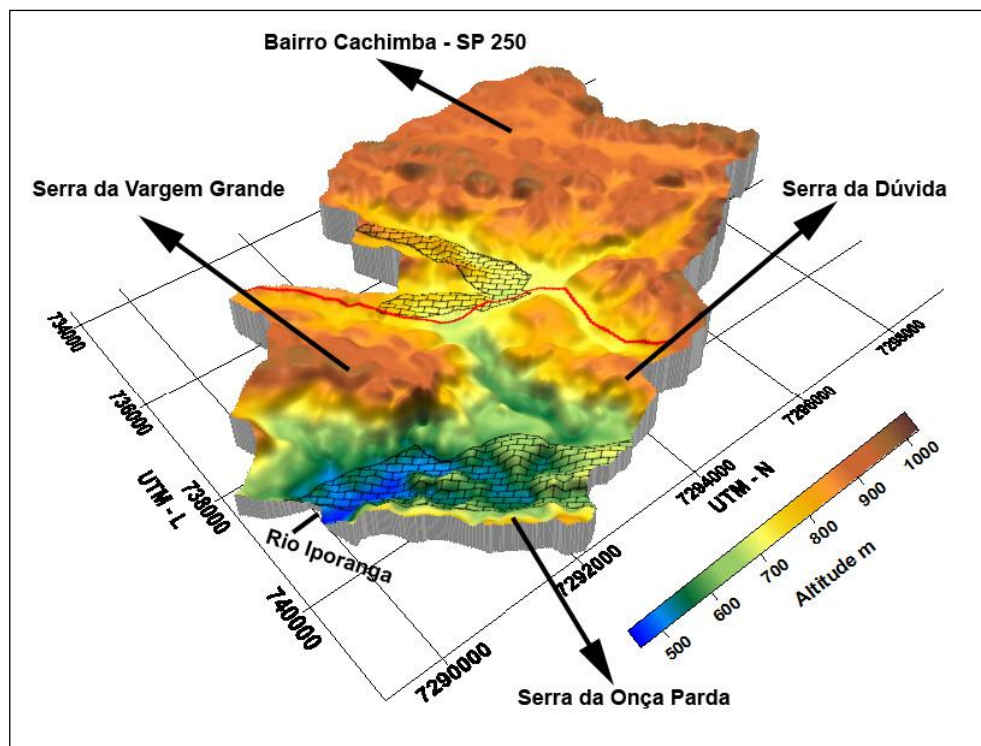 Bairro Cachimba - SP 250
Serra da Vargem Grande
Serra da Dúvida
734000
736000
738000
740000
UTM - L
Rio Iporanga
7290000
7292000
7294000
7296000
7298000
UTM - N
500
600
700
800
900
1000
Altitude m
Serra da Onça Parda